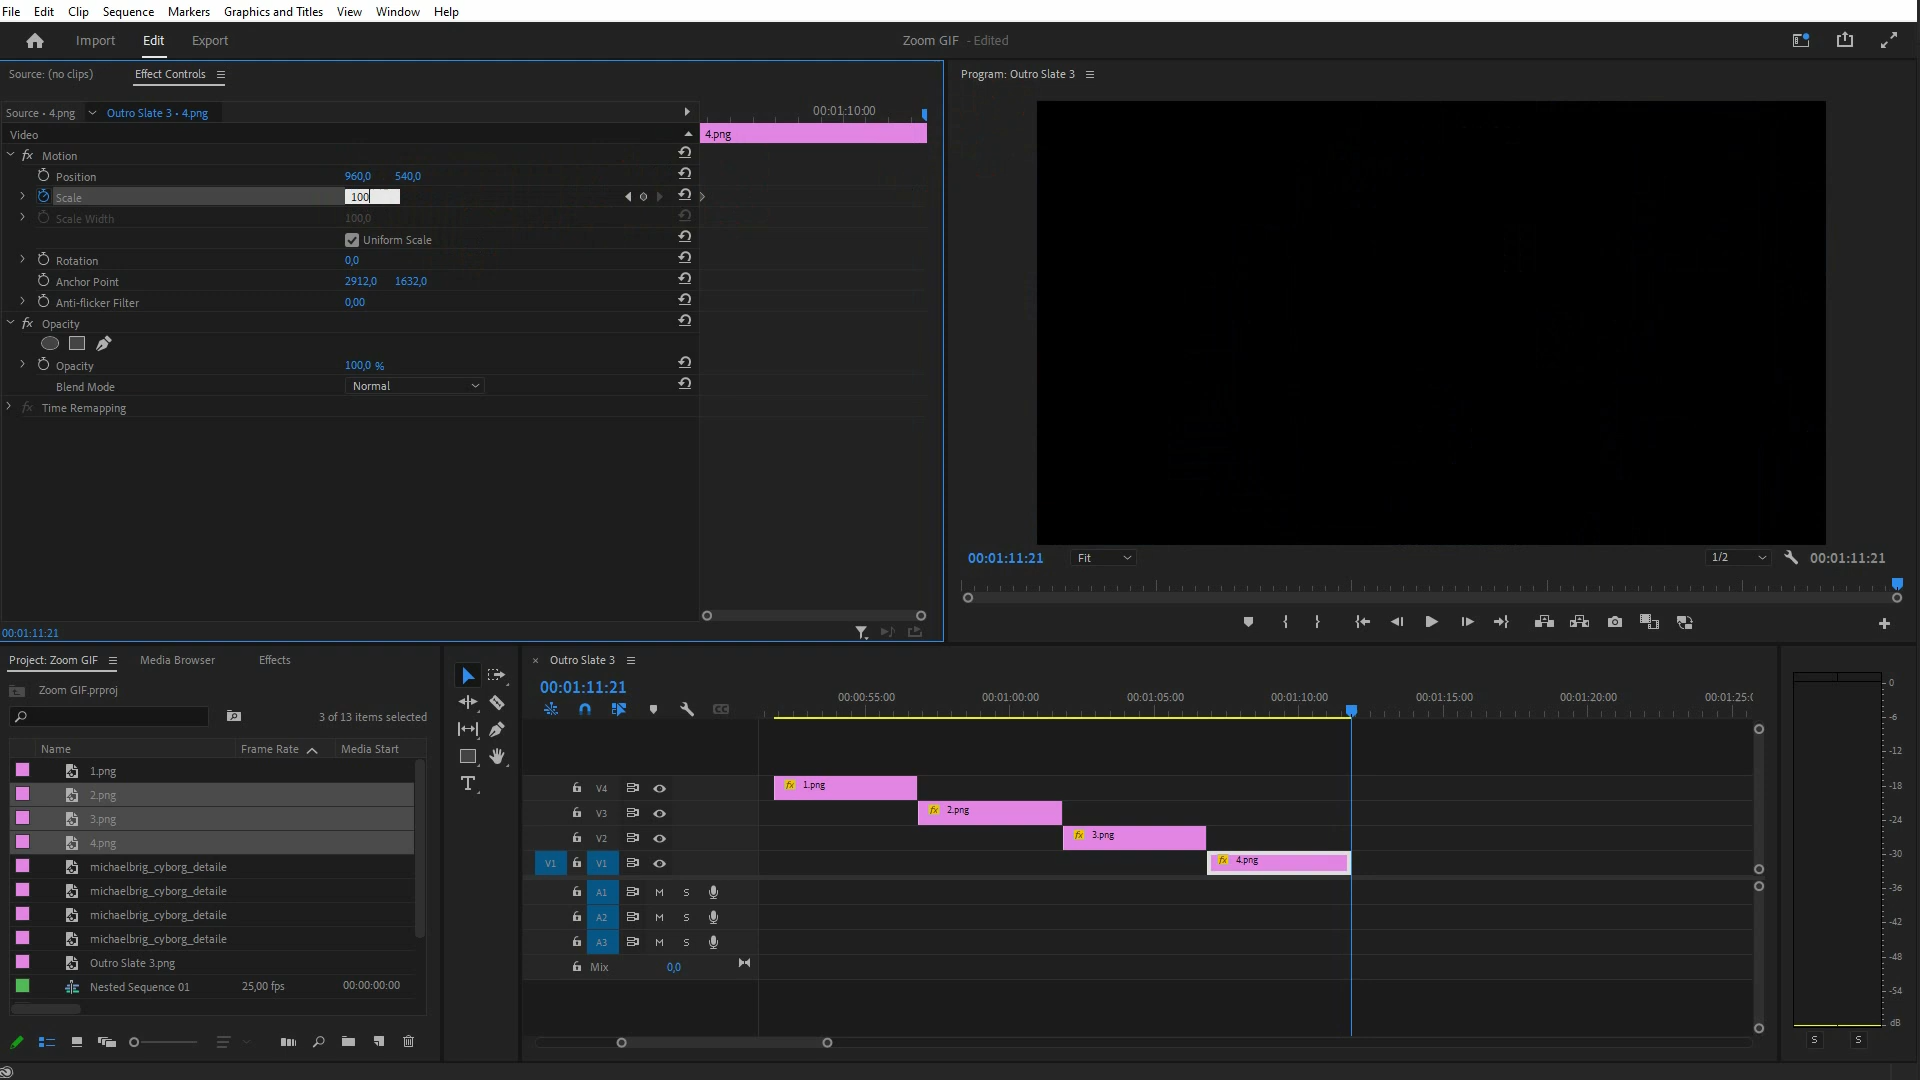 File Edit Clip Sequence Markers Graphics and Titles View Window Help
Import Edit Export Zoom GIF - Edited
Source: (no clips) Effect Controls
Program: Outro Slate 3
Source • 4.png Outro Slate 3 • 4.png 00:01:10:00
Video 4.png
fx Motion
Position 960,0 540,0
Scale 100
Scale Width 100,0
Uniform Scale
Rotation 0,0
Anchor Point 2912,0 1632,0
Anti-flicker Filter 0,00
fx Opacity
Opacity 100,0 %
Blend Mode Normal
fx Time Remapping
00:01:11:21 Fit 1/2 00:01:11:21
00:01:11:21
Project: Zoom GIF Media Browser Effects
Zoom GIF.prproj
3 of 13 items selected
Name Frame Rate Media Start
1.png
2.png
3.png
4.png
michaelbrig_cyborg_detaile
michaelbrig_cyborg_detaile
michaelbrig_cyborg_detaile
michaelbrig_cyborg_detaile
Outro Slate 3.png
Nested Sequence 01 25,00 fps 00:00:00:00
T
× Outro Slate 3
00:01:11:21
00:00:55:00 00:01:00:00 00:01:05:00 00:01:10:00 00:01:15:00 00:01:20:00 00:01:25:0
CC
V4 fx 1.png
V3 fx 2.png
V2 fx 3.png
V1 V1 fx 4.png
A1 M S
A2 M S
A3 M S
Mix 0,0
0
-6
-12
-18
-24
-30
-36
-42
-48
-54
dB
S S